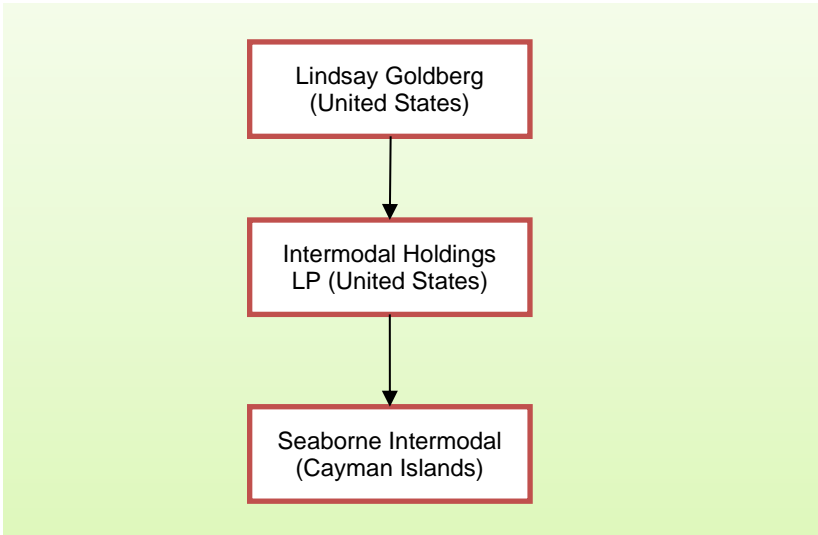 Lindsay Goldberg
(United States)
Intermodal Holdings
LP (United States)
Seaborne Intermodal
(Cayman Islands)